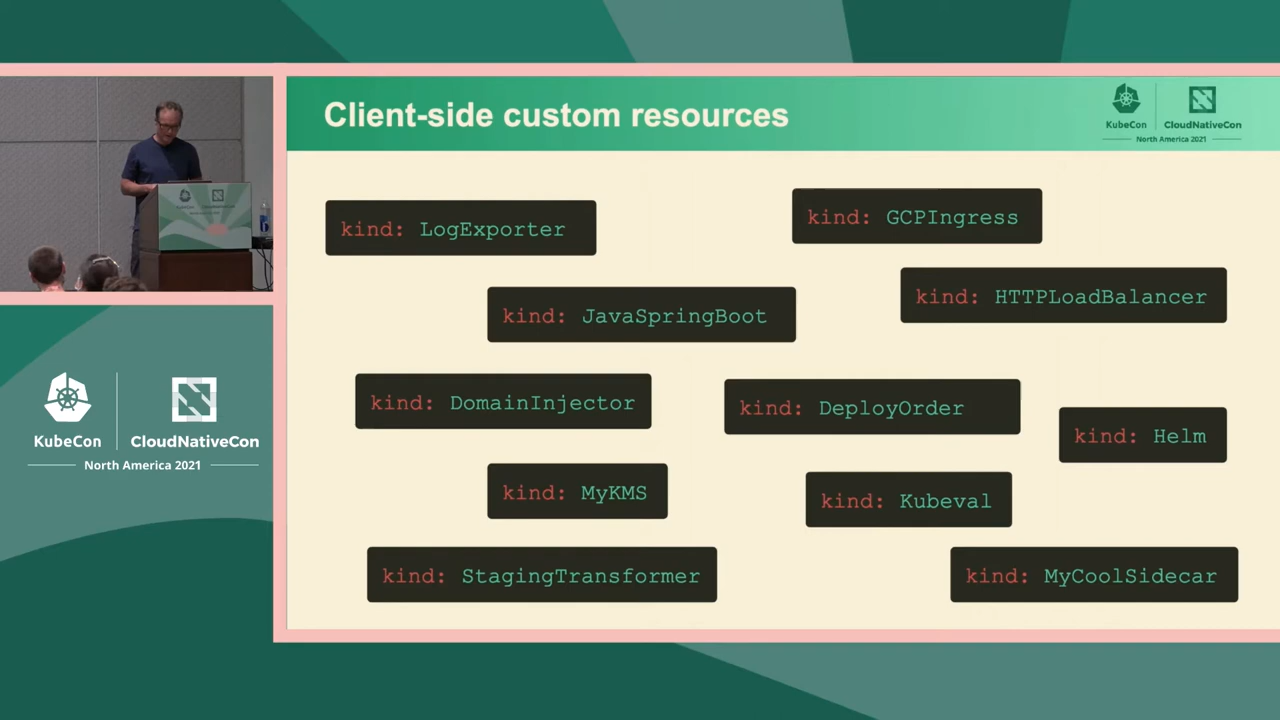 Client-side custom resources
KubeCon
CloudNativeCon
North America 2021
kind: LogExporter
kind: GCPIngress
kind: HTTPLoadBalancer
kind: JavaSpringBoot
kind: DomainInjector
kind: DeployOrder
kind: Helm
kind: MyKMS
kind: Kubeval
kind: StagingTransformer
kind: MyCoolSidecar
KubeCon
CloudNativeCon
North America 2021